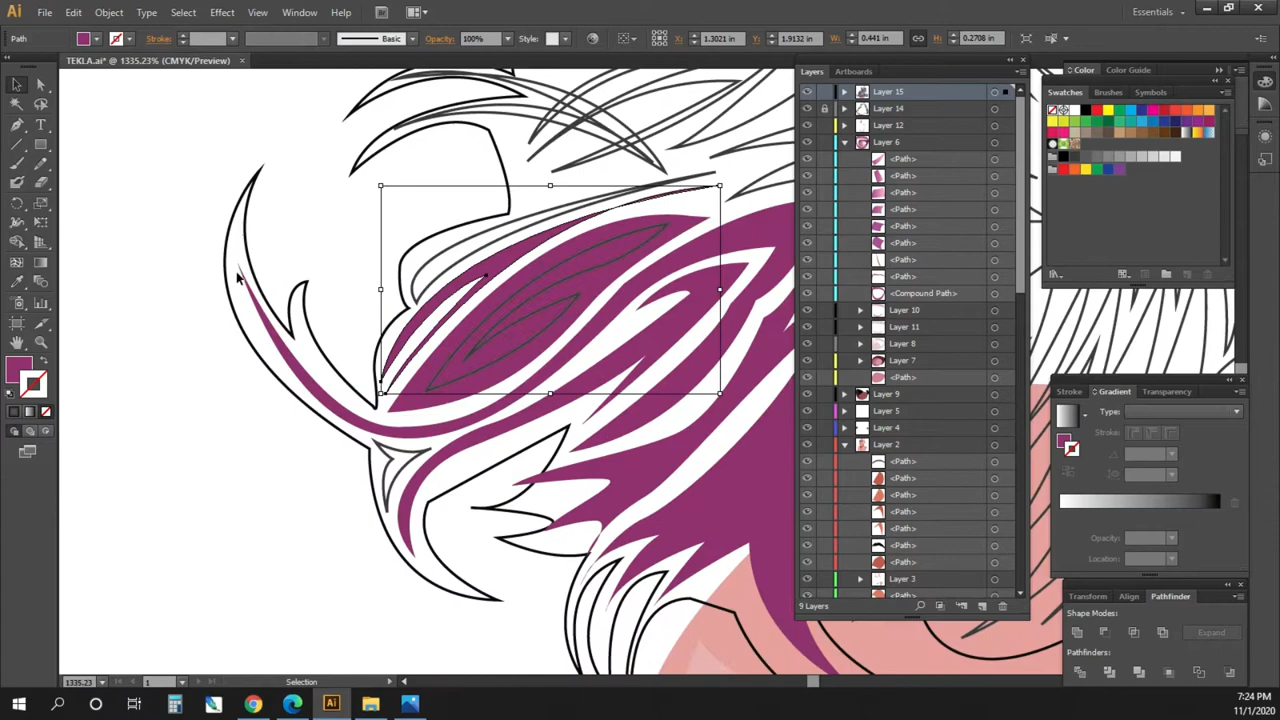 Ai File Edit Object Type Select Effect View Window Help Br Essentials
Path Stroke: Basic Opacity: 100% Style: X: 1.3021 in Y: 1.9132 in W: 0.441 in H: 0.2708 in
TEKLA.ai* @ 1335.23% (CMYK/Preview)
Layers Artboards
Color Color Guide
Swatches Brushes Symbols
Layer 15
Layer 14
Layer 12
Layer 6
<Path>
<Path>
<Path>
<Path>
<Path>
<Path>
<Path>
<Path>
<Compound Path>
Layer 10
Layer 11
Layer 8
Layer 7
<Path>
Layer 9
Layer 5
Layer 4
Layer 2
<Path>
<Path>
<Path>
<Path>
<Path>
<Path>
<Path>
Layer 3
<Path>
9 Layers
Stroke Gradient Transparency
Type:
Stroke:
Opacity:
Location:
Transform Align Pathfinder
Shape Modes:
Expand
Pathfinders:
1335.23 1 Selection
Ai
7:24 PM
11/1/2020